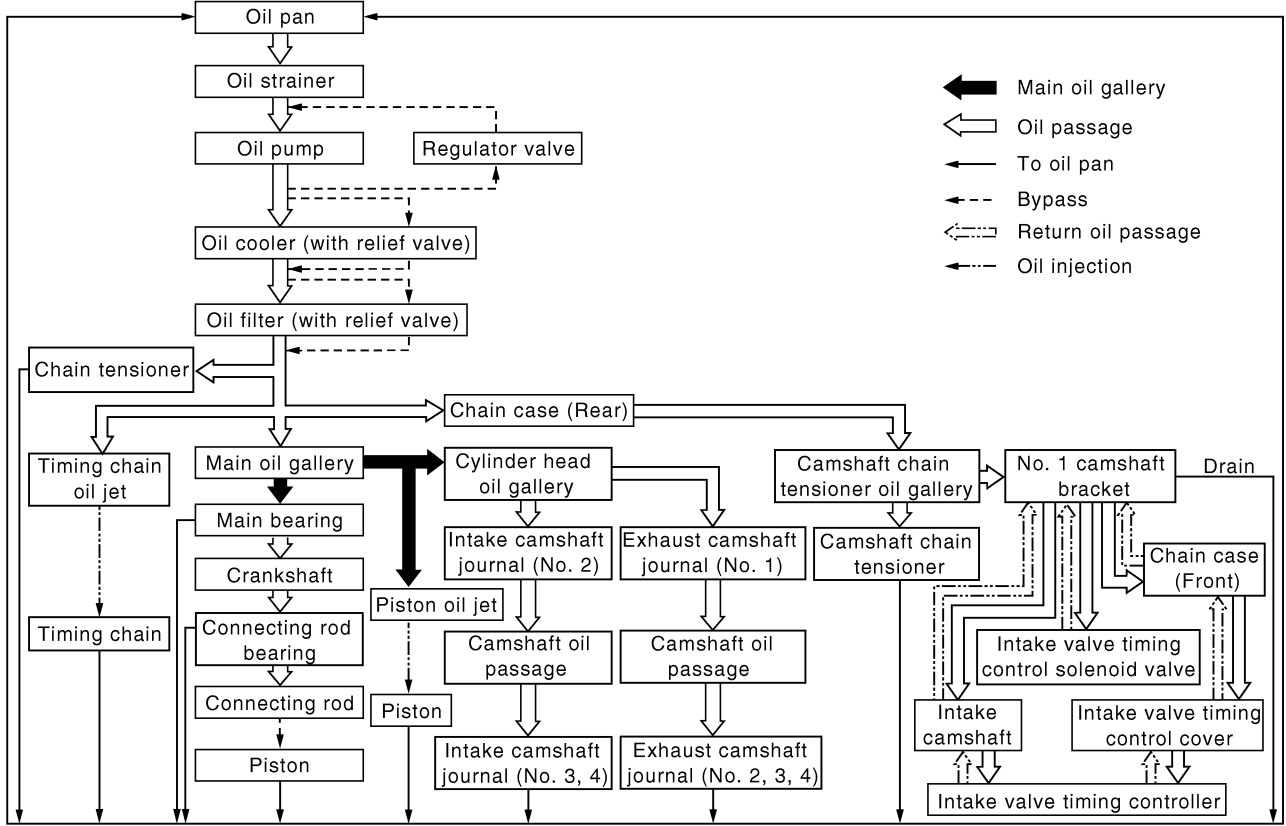 Oil pan
Oil strainer
Oil pump
Regulator valve
Oil cooler (with relief valve)
Oil filter (with relief valve)
Main oil gallery
Oil passage
To oil pan
Bypass
Return oil passage
Oil injection
Chain tensioner
Chain case (Rear)
Timing chain
oil jet
Main oil gallery
Cylinder head
oil gallery
Camshaft chain
tensioner oil gallery
No. 1 camshaft
bracket
Drain
Main bearing
Intake camshaft
journal (No. 2)
Exhaust camshaft
journal (No. 1)
Camshaft chain
tensioner
Chain case
(Front)
Crankshaft
Piston oil jet
Timing chain
Connecting rod
bearing
Camshaft oil
passage
Camshaft oil
passage
Intake valve timing
control solenoid valve
Connecting rod
Piston
Intake
camshaft
Intake valve timing
control cover
Piston
Intake camshaft
journal (No. 3, 4)
Exhaust camshaft
journal (No. 2, 3, 4)
Intake valve timing controller